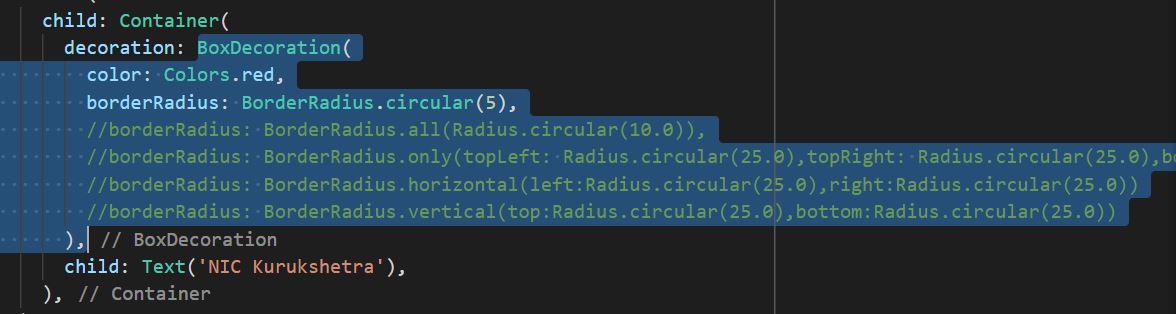 child: Container(
decoration: BoxDecoration(
color: Colors.red,
borderRadius: BorderRadius.circular(5),
//borderRadius: BorderRadius.all(Radius.circular(10.0)),
//borderRadius: BorderRadius.only(topLeft: Radius.circular(25.0),topRight: Radius.circular(25.0),
//borderRadius: BorderRadius.horizontal(left:Radius.circular(25.0),right:Radius.circular(25.0))
//borderRadius: BorderRadius.vertical(top:Radius.circular(25.0),bottom:Radius.circular(25.0))
), // BoxDecoration
child: Text('NIC Kurukshetra'),
), // Container